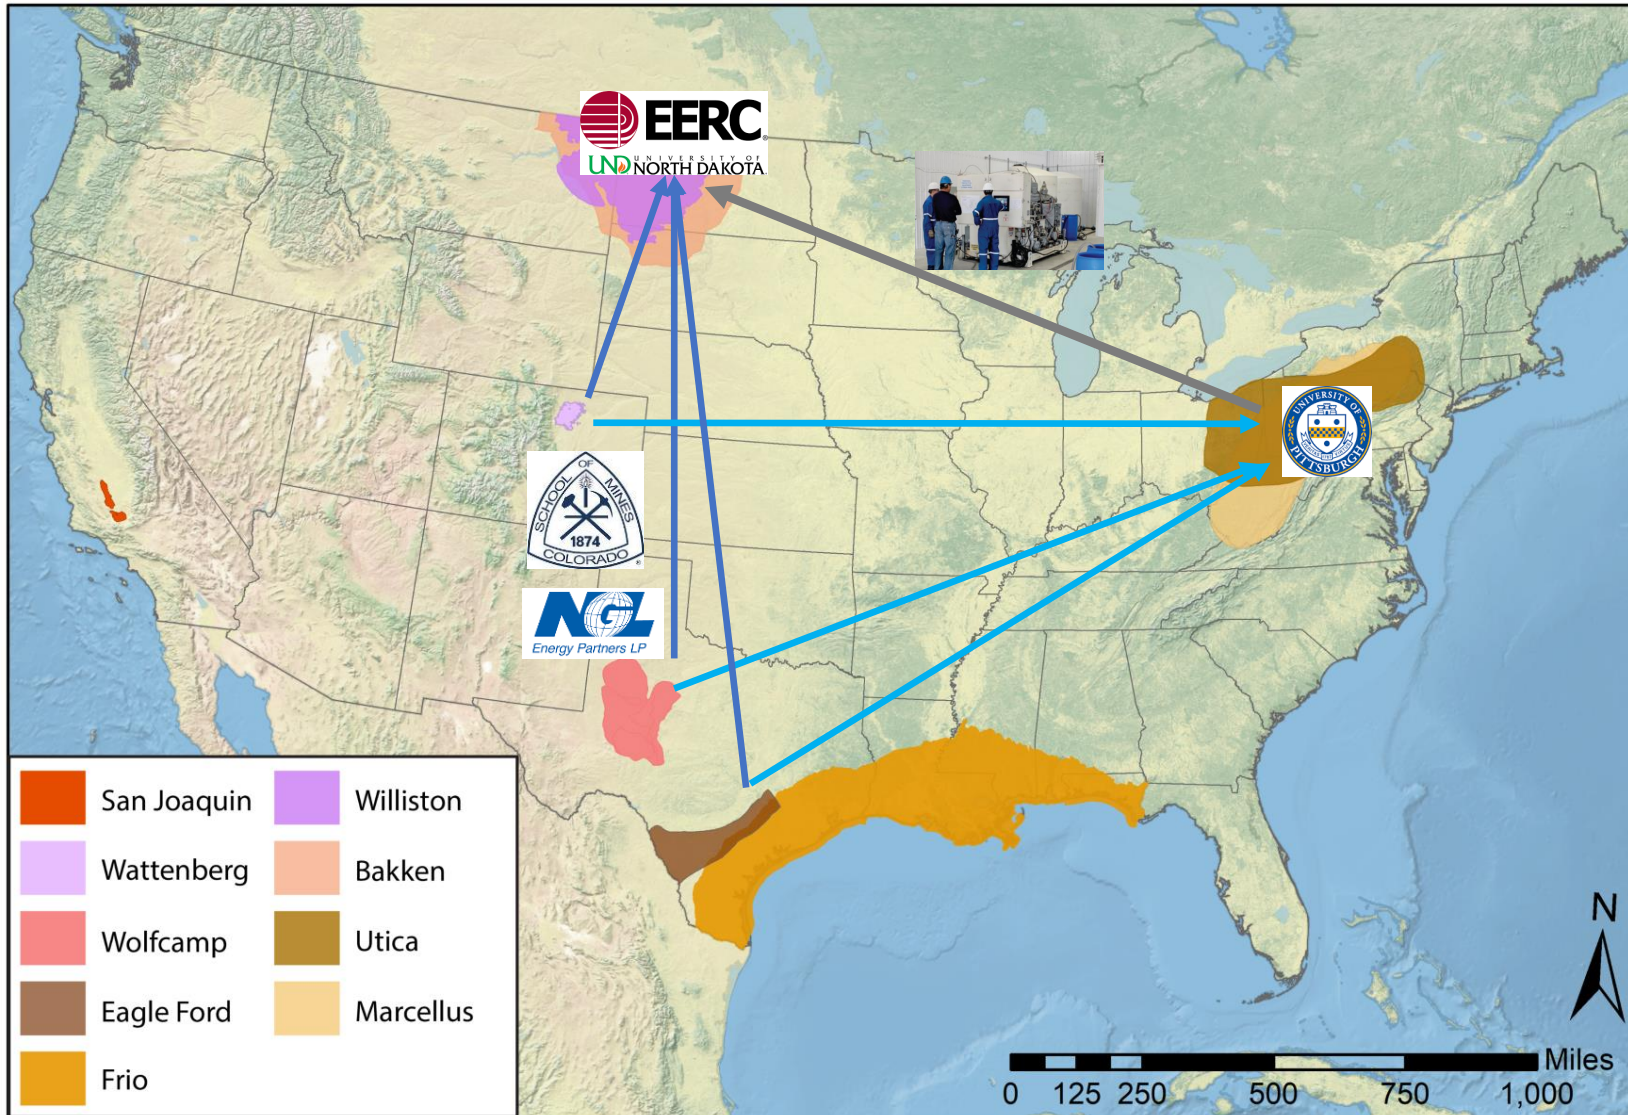 EERC®
UND UNIVERSITY OF
NORTH DAKOTA
UNIVERSITY OF
PITTSBURGH
SCHOOL OF MINES
1874
COLORADO ®
NGL
Energy Partners LP
San Joaquin
Williston
Wattenberg
Bakken
Wolfcamp
Utica
Eagle Ford
Marcellus
Frio
N
Miles
0 125 250 500 750 1,000